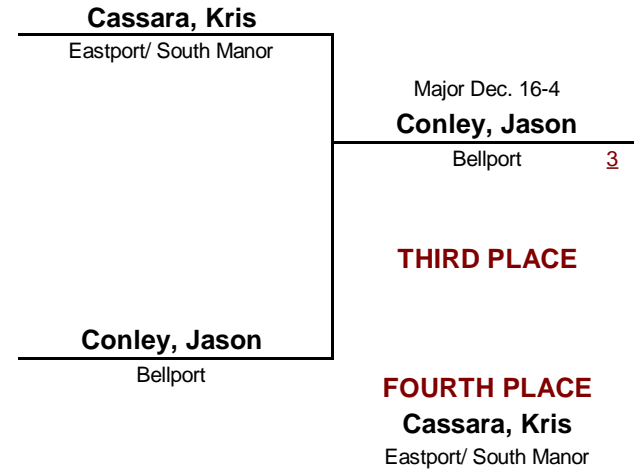 Cassara, Kris
Eastport/ South Manor
Major Dec. 16-4
Conley, Jason
Bellport 3
THIRD PLACE
Conley, Jason
Bellport
FOURTH PLACE
Cassara, Kris
Eastport/ South Manor